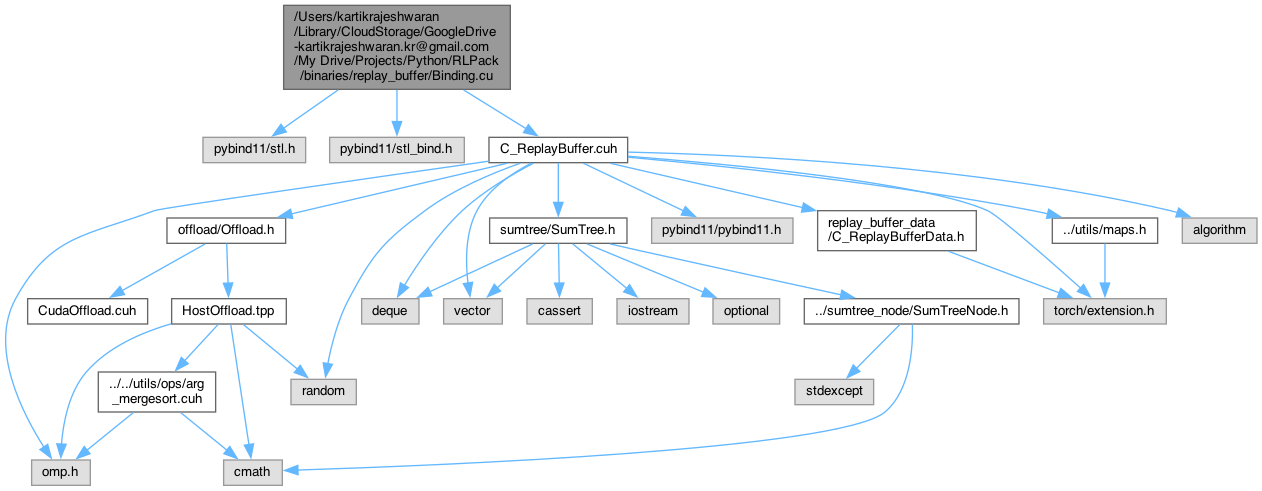 /Users/kartikrajeshwaran
/Library/CloudStorage/GoogleDrive
-kartikrajeshwaran.kr@gmail.com
/My Drive/Projects/Python/RLPack
/binaries/replay_buffer/Binding.cu
pybind11/stl.h
pybind11/stl_bind.h
C_ReplayBuffer.cuh
offload/Offload.h
sumtree/SumTree.h
pybind11/pybind11.h
replay_buffer_data
/C_ReplayBufferData.h
../utils/maps.h
algorithm
CudaOffload.cuh
HostOffload.tpp
deque
vector
cassert
iostream
optional
../sumtree_node/SumTreeNode.h
torch/extension.h
../../utils/ops/arg
_mergesort.cuh
random
stdexcept
omp.h
cmath